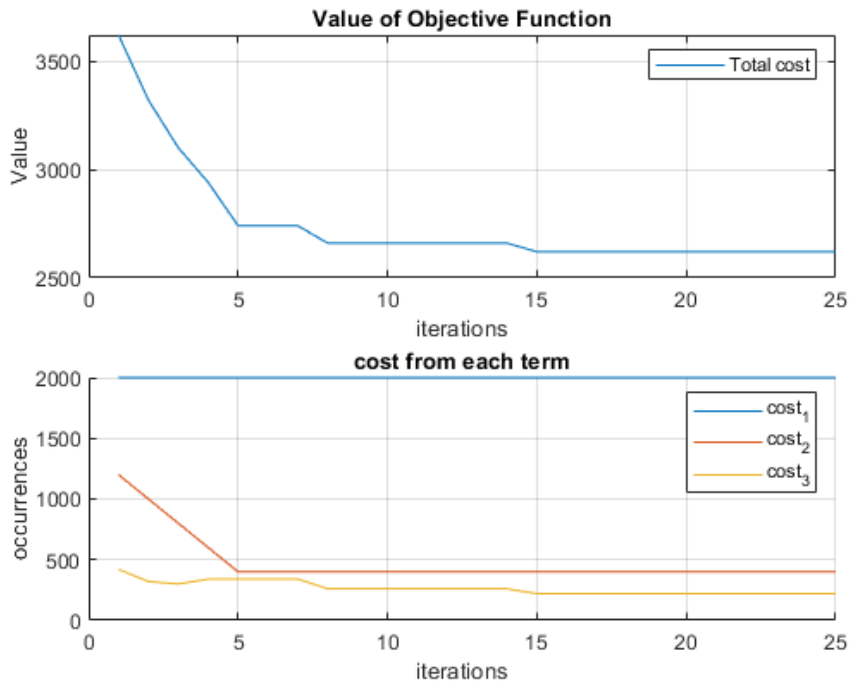 Value of Objective Function
3500
3000
2500
Value
Total cost
0 5 10 15 20 25
iterations
cost from each term
2000
1500
1000
500
0
occurrences
cost1
cost2
cost3
0 5 10 15 20 25
iterations